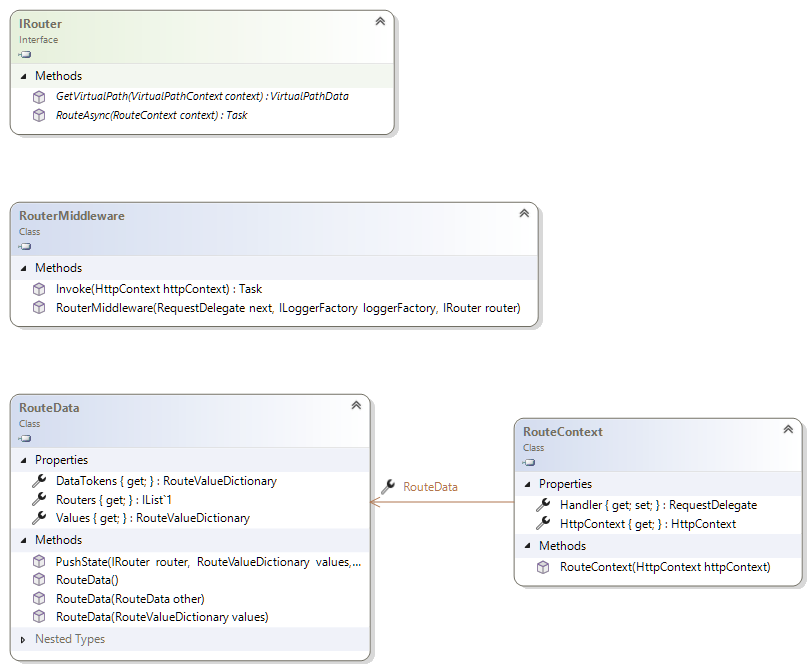 IRouter
Interface
Methods
GetVirtualPath(VirtualPathContext context) : VirtualPathData
RouteAsync(RouteContext context) : Task
RouterMiddleware
Class
Methods
Invoke(HttpContext httpContext) : Task
RouterMiddleware(RequestDelegate next, ILoggerFactory loggerFactory, IRouter router)
RouteData
Class
Properties
DataTokens { get; } : RouteValueDictionary
Routers { get; } : IList`1
Values { get; } : RouteValueDictionary
Methods
PushState(IRouter router, RouteValueDictionary values,...
RouteData()
RouteData(RouteData other)
RouteData(RouteValueDictionary values)
Nested Types
RouteData
RouteContext
Class
Properties
Handler { get; set; } : RequestDelegate
HttpContext { get; } : HttpContext
Methods
RouteContext(HttpContext httpContext)